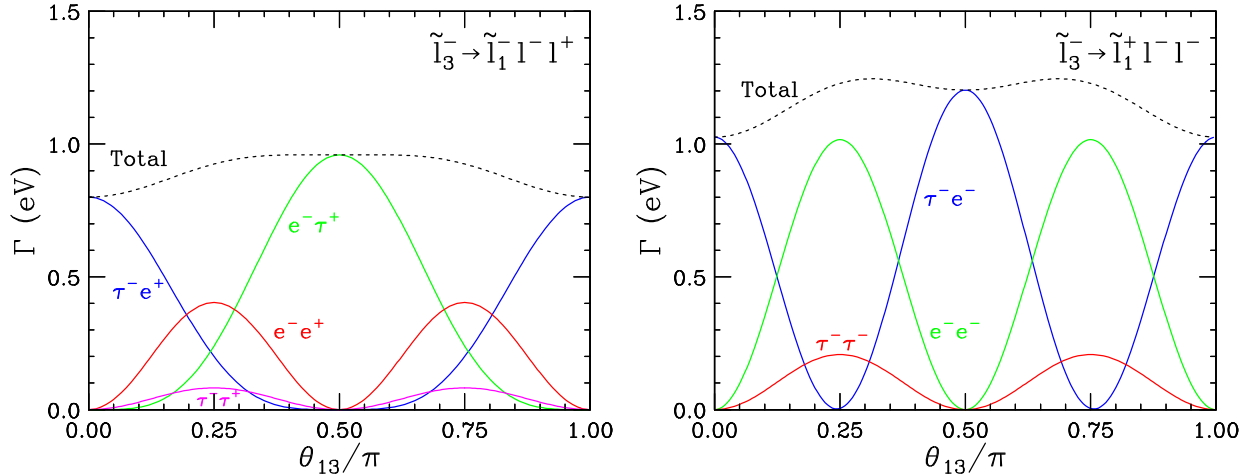 l̃₃⁻ → l̃₁⁻ l⁻ l⁺
Total
e⁻τ⁺
τ⁻e⁺
e⁻e⁺
τ⁻τ⁺
Γ (eV)
1.5
1.0
0.5
0.0
0.00 0.25 0.50 0.75 1.00
θ₁₃/π
l̃₃⁻ → l̃₁⁺ l⁻ l⁻
Total
τ⁻e⁻
e⁻e⁻
τ⁻τ⁻
Γ (eV)
1.5
1.0
0.5
0.0
0.00 0.25 0.50 0.75 1.00
θ₁₃/π